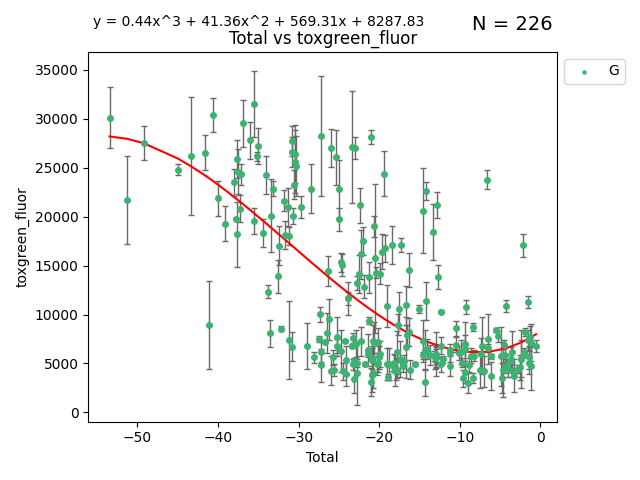 y = 0.44x^3 + 41.36x^2 + 569.31x + 8287.83
N = 226
Total vs toxgreen_fluor
35000
30000
25000
20000
15000
10000
5000
0
toxgreen_fluor
−50
−40
−30
−20
−10
0
Total
G